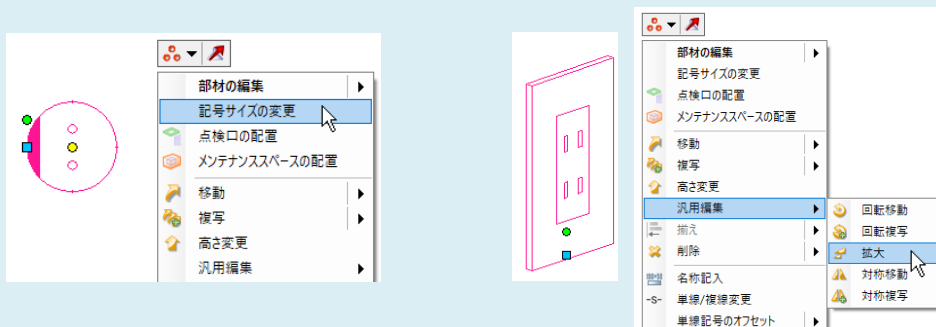 部材の編集
記号サイズの変更
点検口の配置
メンテナンススペースの配置
移動
複写
高さ変更
汎用編集
部材の編集
記号サイズの変更
点検口の配置
メンテナンススペースの配置
移動
複写
高さ変更
汎用編集
揃え
削除
名称記入
-S- 単線/複線変更
単線記号のオフセット
回転移動
回転複写
拡大
対称移動
対称複写